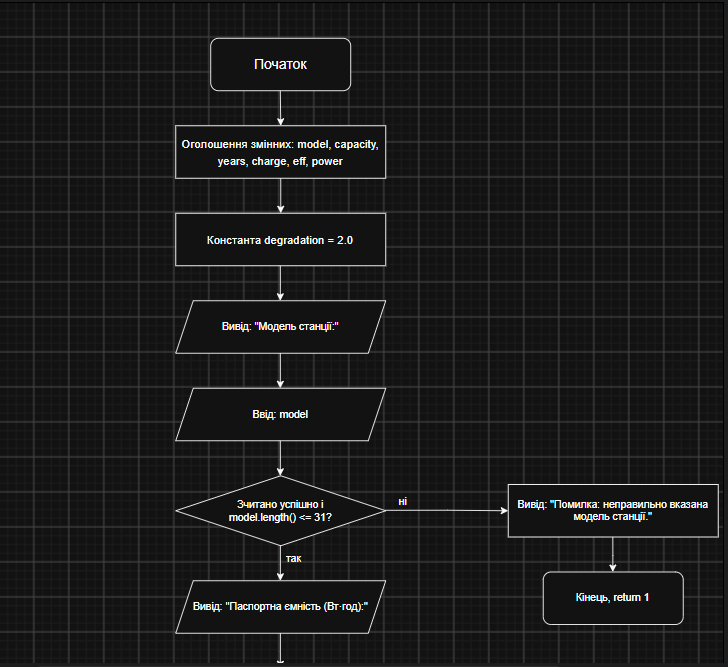 Початок
Оголошення змінних: model, capacity,
years, charge, eff, power
Константа degradation = 2.0
Вивід: "Модель станції:"
Ввід: model
Зчитано успішно і
model.length() <= 31?
ні
Вивід: "Помилка: неправильно вказана
модель станції."
так
Кінець, return 1
Вивід: "Паспортна ємність (Вт·год):"